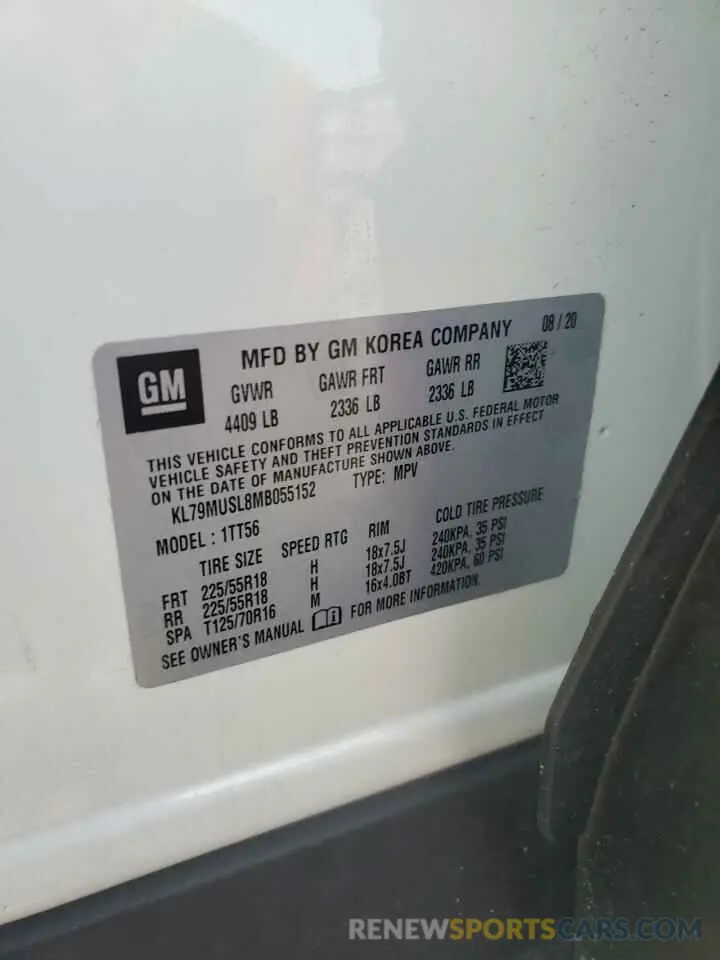 GM
MFD BY GM KOREA COMPANY 08 / 20
GVWR GAWR FRT GAWR RR
4409 LB 2336 LB 2336 LB
THIS VEHICLE CONFORMS TO ALL APPLICABLE U.S. FEDERAL MOTOR
VEHICLE SAFETY AND THEFT PREVENTION STANDARDS IN EFFECT
ON THE DATE OF MANUFACTURE SHOWN ABOVE.
KL79MUSL8MB055152 TYPE: MPV
MODEL : 1TT56
TIRE SIZE SPEED RTG RIM COLD TIRE PRESSURE
FRT 225/55R18 H 18x7.5J 240KPA, 35 PSI
RR 225/55R18 H 18x7.5J 240KPA, 35 PSI
SPA T125/70R16 M 16x4.0BT 420KPA, 60 PSI
SEE OWNER'S MANUAL FOR MORE INFORMATION.
RENEWSPORTSCARS.COM